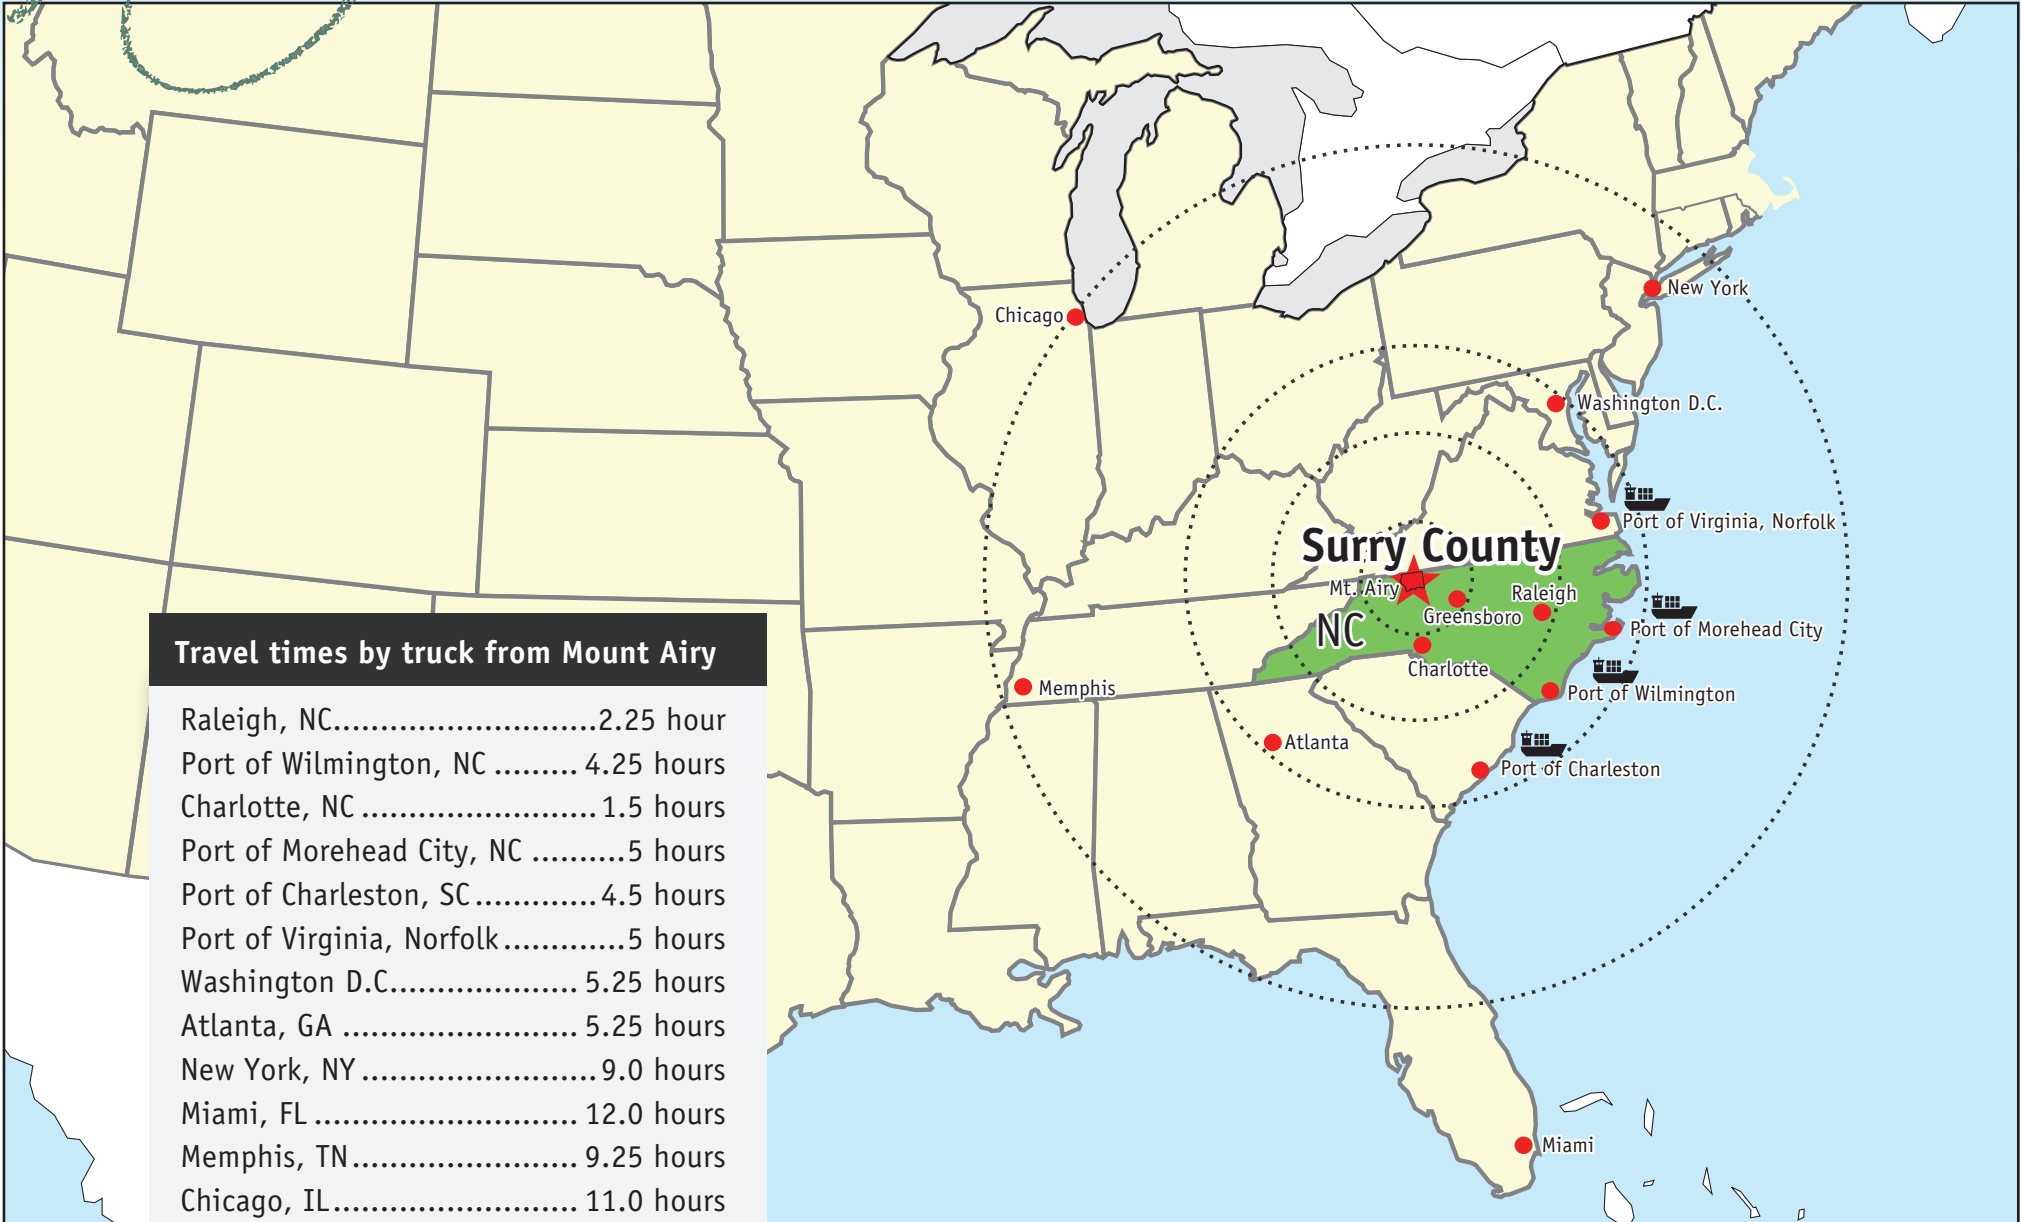 New York
Chicago
Washington D.C.
Port of Virginia, Norfolk
Surry County
Mt. Airy
Raleigh
Greensboro
NC
Port of Morehead City
Charlotte
Memphis
Port of Wilmington
Atlanta
Port of Charleston
Miami
Travel times by truck from Mount Airy
Raleigh, NC............................2.25 hour
Port of Wilmington, NC ......... 4.25 hours
Charlotte, NC ......................... 1.5 hours
Port of Morehead City, NC ..........5 hours
Port of Charleston, SC.............4.5 hours
Port of Virginia, Norfolk.............5 hours
Washington D.C.................... 5.25 hours
Atlanta, GA ......................... 5.25 hours
New York, NY.........................9.0 hours
Miami, FL ............................ 12.0 hours
Memphis, TN........................ 9.25 hours
Chicago, IL.......................... 11.0 hours